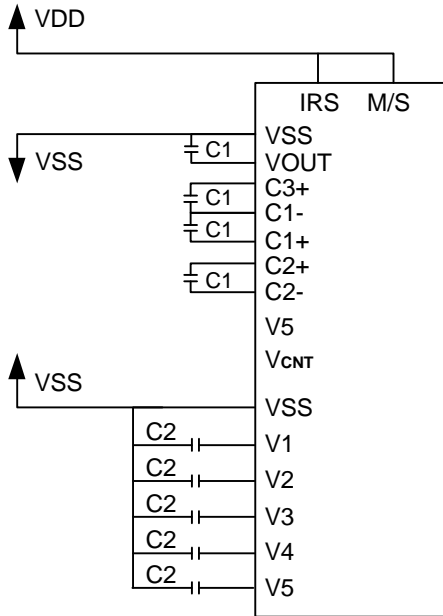 VDD
IRS M/S
VSS
C1 VOUT
VSS
C3+
C1 C1-
C1 C1+
C2+
C1 C2-
V5
VCNT
VSS
VSS
C2 V1
C2 V2
C2 V3
C2 V4
C2 V5